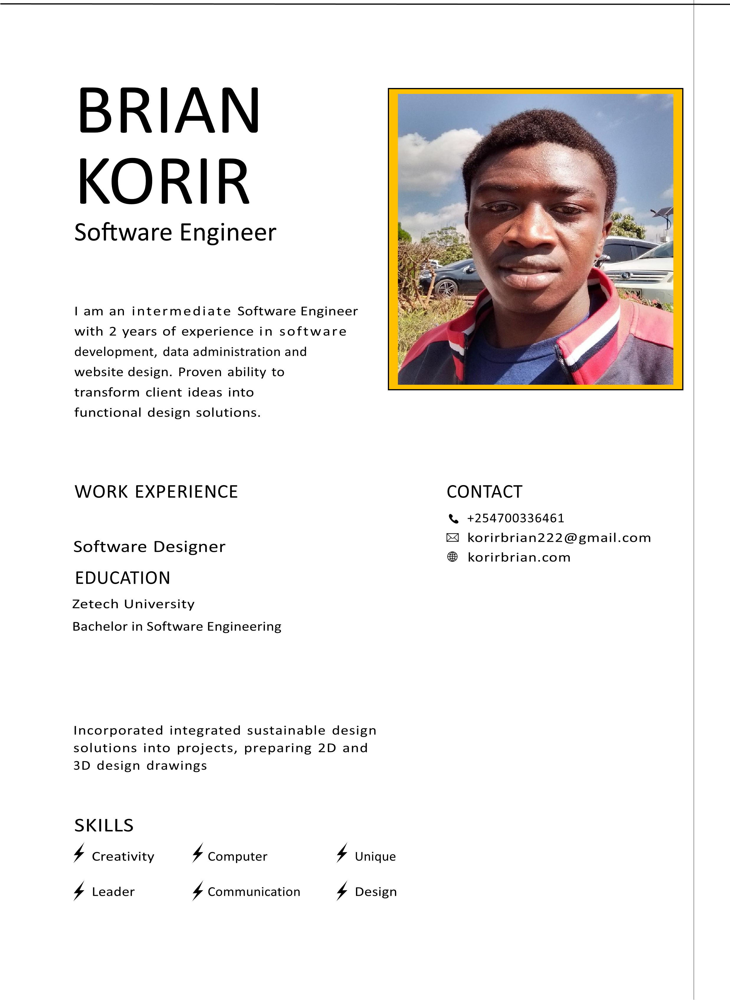 BRIAN
KORIR
Software Engineer
I am an intermediate Software Engineer
with 2 years of experience in software
development, data administration and
website design. Proven ability to
transform client ideas into
functional design solutions.
WORK EXPERIENCE
Software Designer
EDUCATION
Zetech University
Bachelor in Software Engineering
CONTACT
+254700336461
korirbrian222@gmail.com
korirbrian.com
Incorporated integrated sustainable design
solutions into projects, preparing 2D and
3D design drawings
SKILLS
Creativity Computer Unique
Leader Communication Design